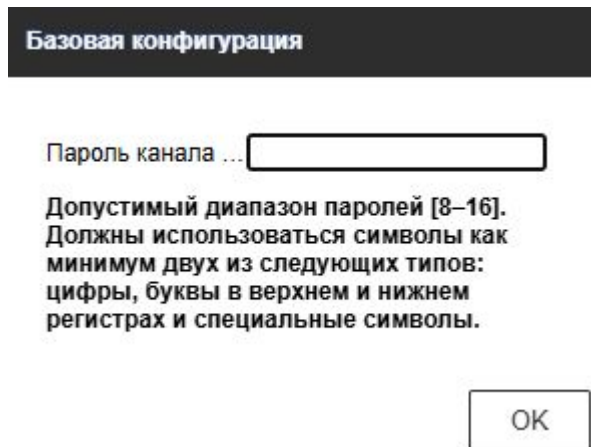 Базовая конфигурация
Пароль канала ...
Допустимый диапазон паролей [8–16].
Должны использоваться символы как
минимум двух из следующих типов:
цифры, буквы в верхнем и нижнем
регистрах и специальные символы.
OK